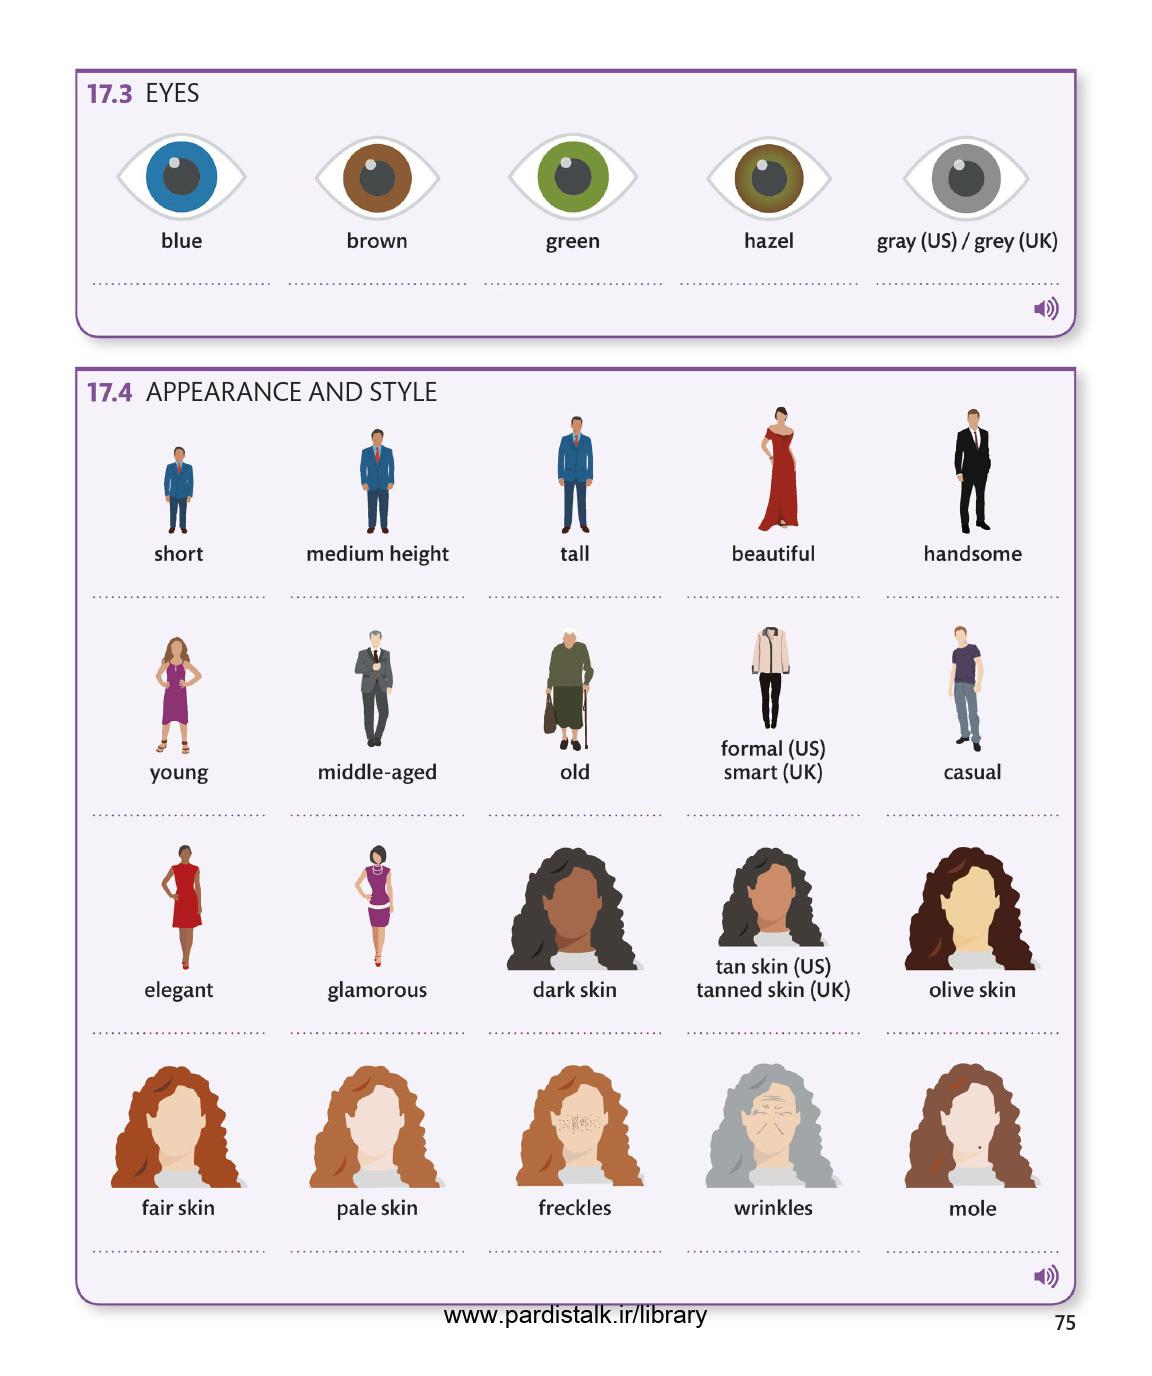 17.3 EYES
blue
brown
green
hazel
gray (US) / grey (UK)
17.4 APPEARANCE AND STYLE
short
medium height
tall
beautiful
handsome
young
middle-aged
old
formal (US)
smart (UK)
casual
elegant
glamorous
dark skin
tan skin (US)
tanned skin (UK)
olive skin
fair skin
pale skin
freckles
wrinkles
mole
www.pardistalk.ir/library
75